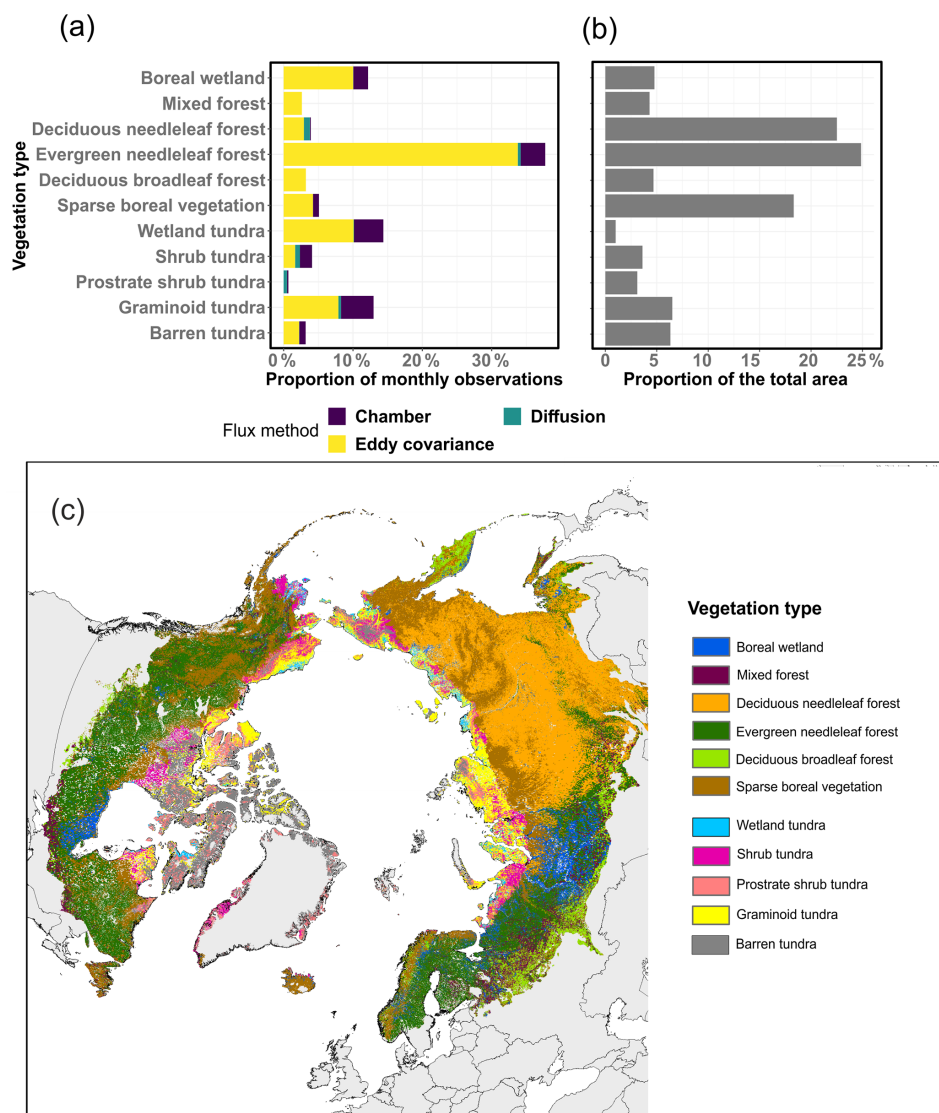 (a)
(b)
Vegetation type
Boreal wetland
Mixed forest
Deciduous needleleaf forest
Evergreen needleleaf forest
Deciduous broadleaf forest
Sparse boreal vegetation
Wetland tundra
Shrub tundra
Prostrate shrub tundra
Graminoid tundra
Barren tundra
0 % 10 % 20 % 30 %
0 5 10 15 20 25 %
Proportion of monthly observations
Proportion of the total area
Flux method
Chamber
Diffusion
Eddy covariance
(c)
Vegetation type
Boreal wetland
Mixed forest
Deciduous needleleaf forest
Evergreen needleleaf forest
Deciduous broadleaf forest
Sparse boreal vegetation
Wetland tundra
Shrub tundra
Prostrate shrub tundra
Graminoid tundra
Barren tundra